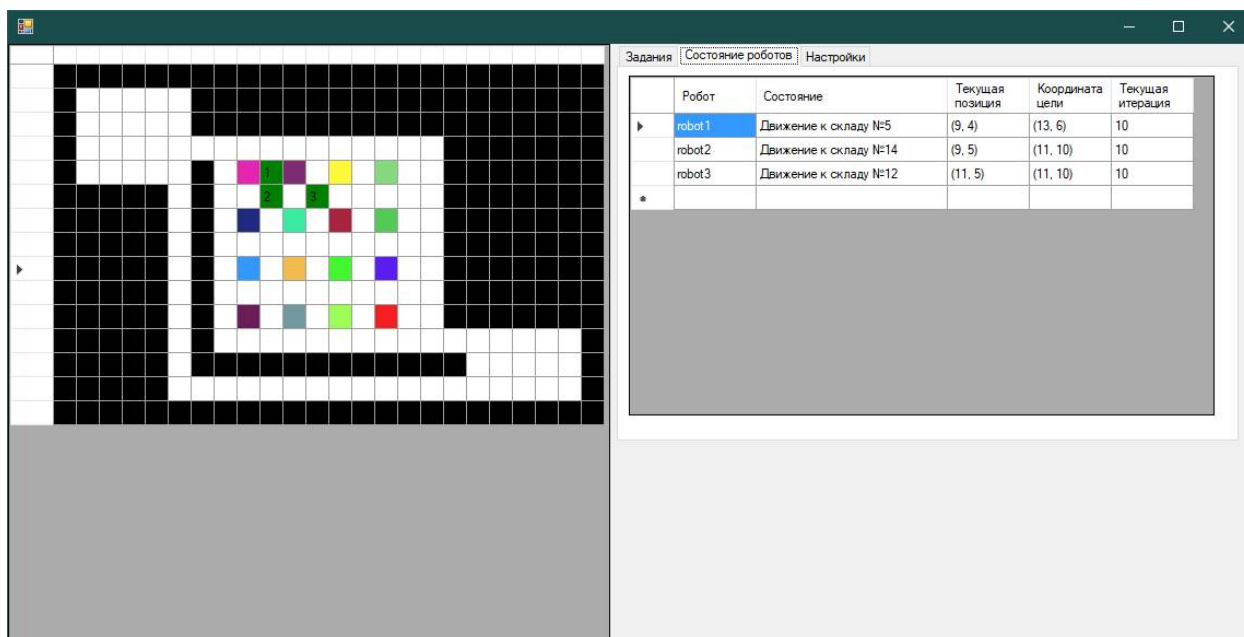 Задания Состояние роботов Настройки
Робот Состояние Текущая позиция Координата цели Текущая итерация
robot1 Движение к складу №5 (9, 4) (13, 6) 10
robot2 Движение к складу №14 (9, 5) (11, 10) 10
robot3 Движение к складу №12 (11, 5) (11, 10) 10
1
2 3